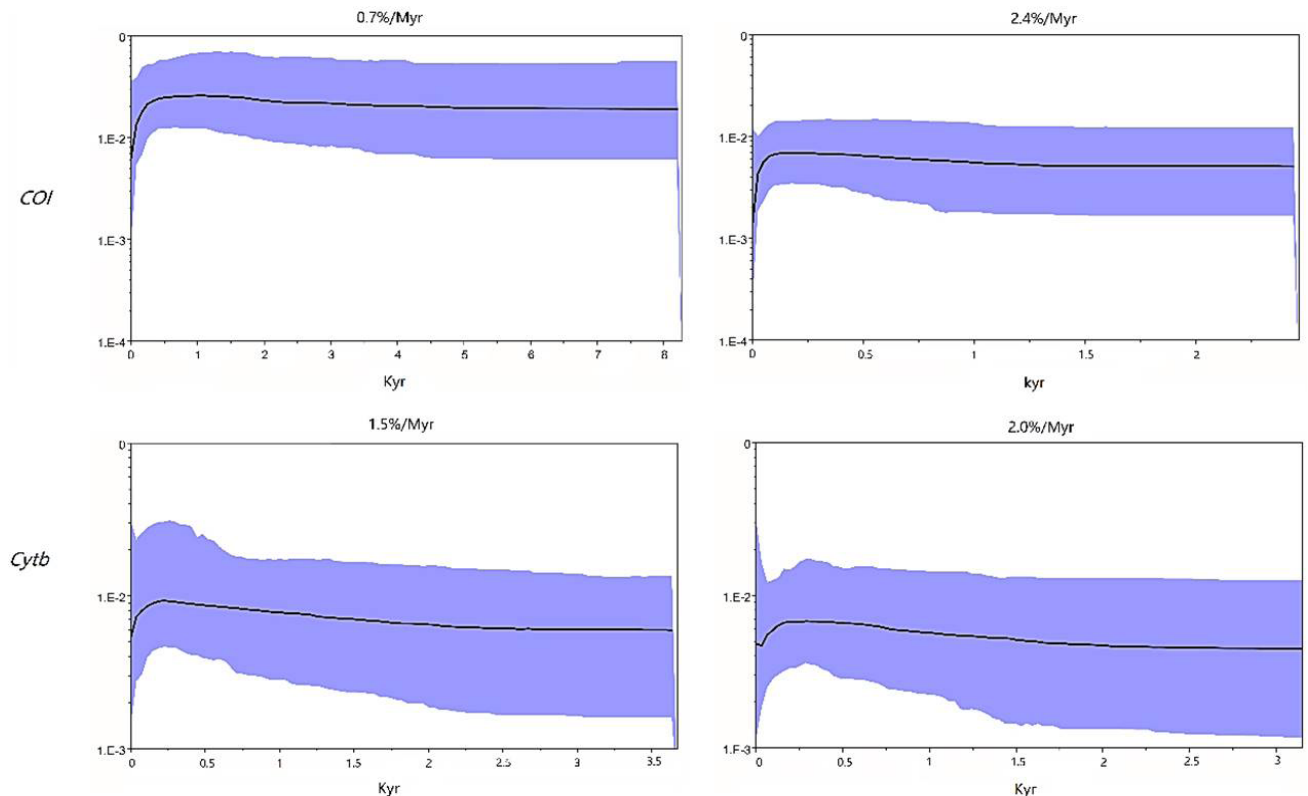 0.7%/Myr
2.4%/Myr
COI
0
1.E-2
1.E-3
1.E-4
0 1 2 3 4 5 6 7 8
Kyr
0
1.E-2
1.E-3
1.E-4
0 0.5 1 1.5 2
kyr
1.5%/Myr
2.0%/Myr
Cytb
0
1.E-2
1.E-3
0 0.5 1 1.5 2 2.5 3 3.5
Kyr
0
1.E-2
1.E-3
0 0.5 1 1.5 2 2.5 3
Kyr